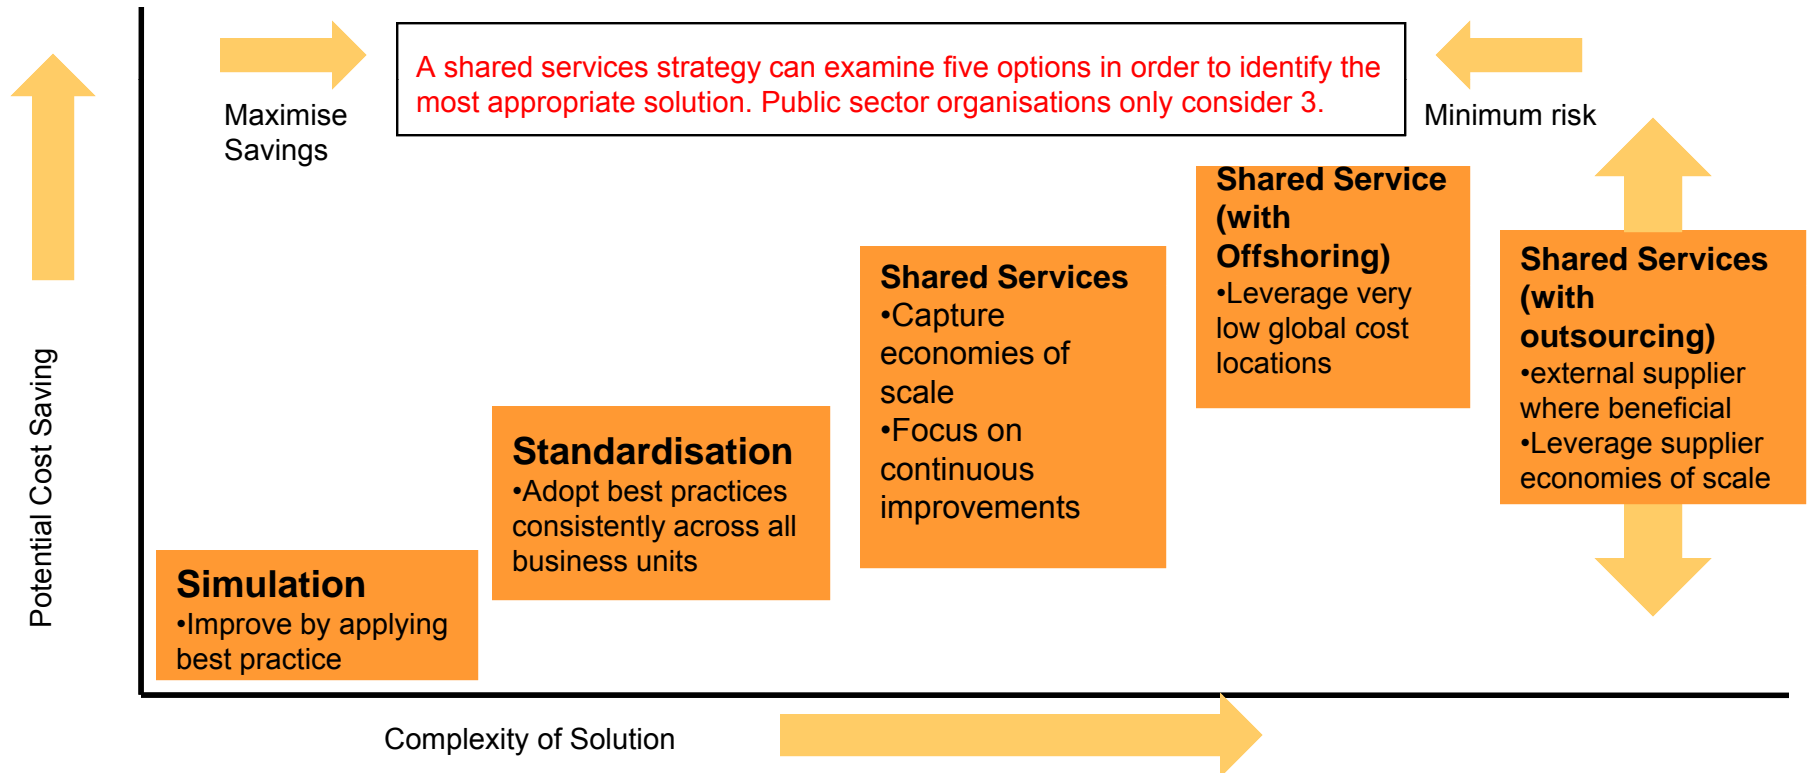 A shared services strategy can examine five options in order to identify the
most appropriate solution. Public sector organisations only consider 3.
Maximise
Savings
Minimum risk
Potential Cost Saving
Simulation
•Improve by applying
best practice
Standardisation
•Adopt best practices
consistently across all
business units
Shared Services
•Capture
economies of
scale
•Focus on
continuous
improvements
Shared Service
(with
Offshoring)
•Leverage very
low global cost
locations
Shared Services
(with
outsourcing)
•external supplier
where beneficial
•Leverage supplier
economies of scale
Complexity of Solution